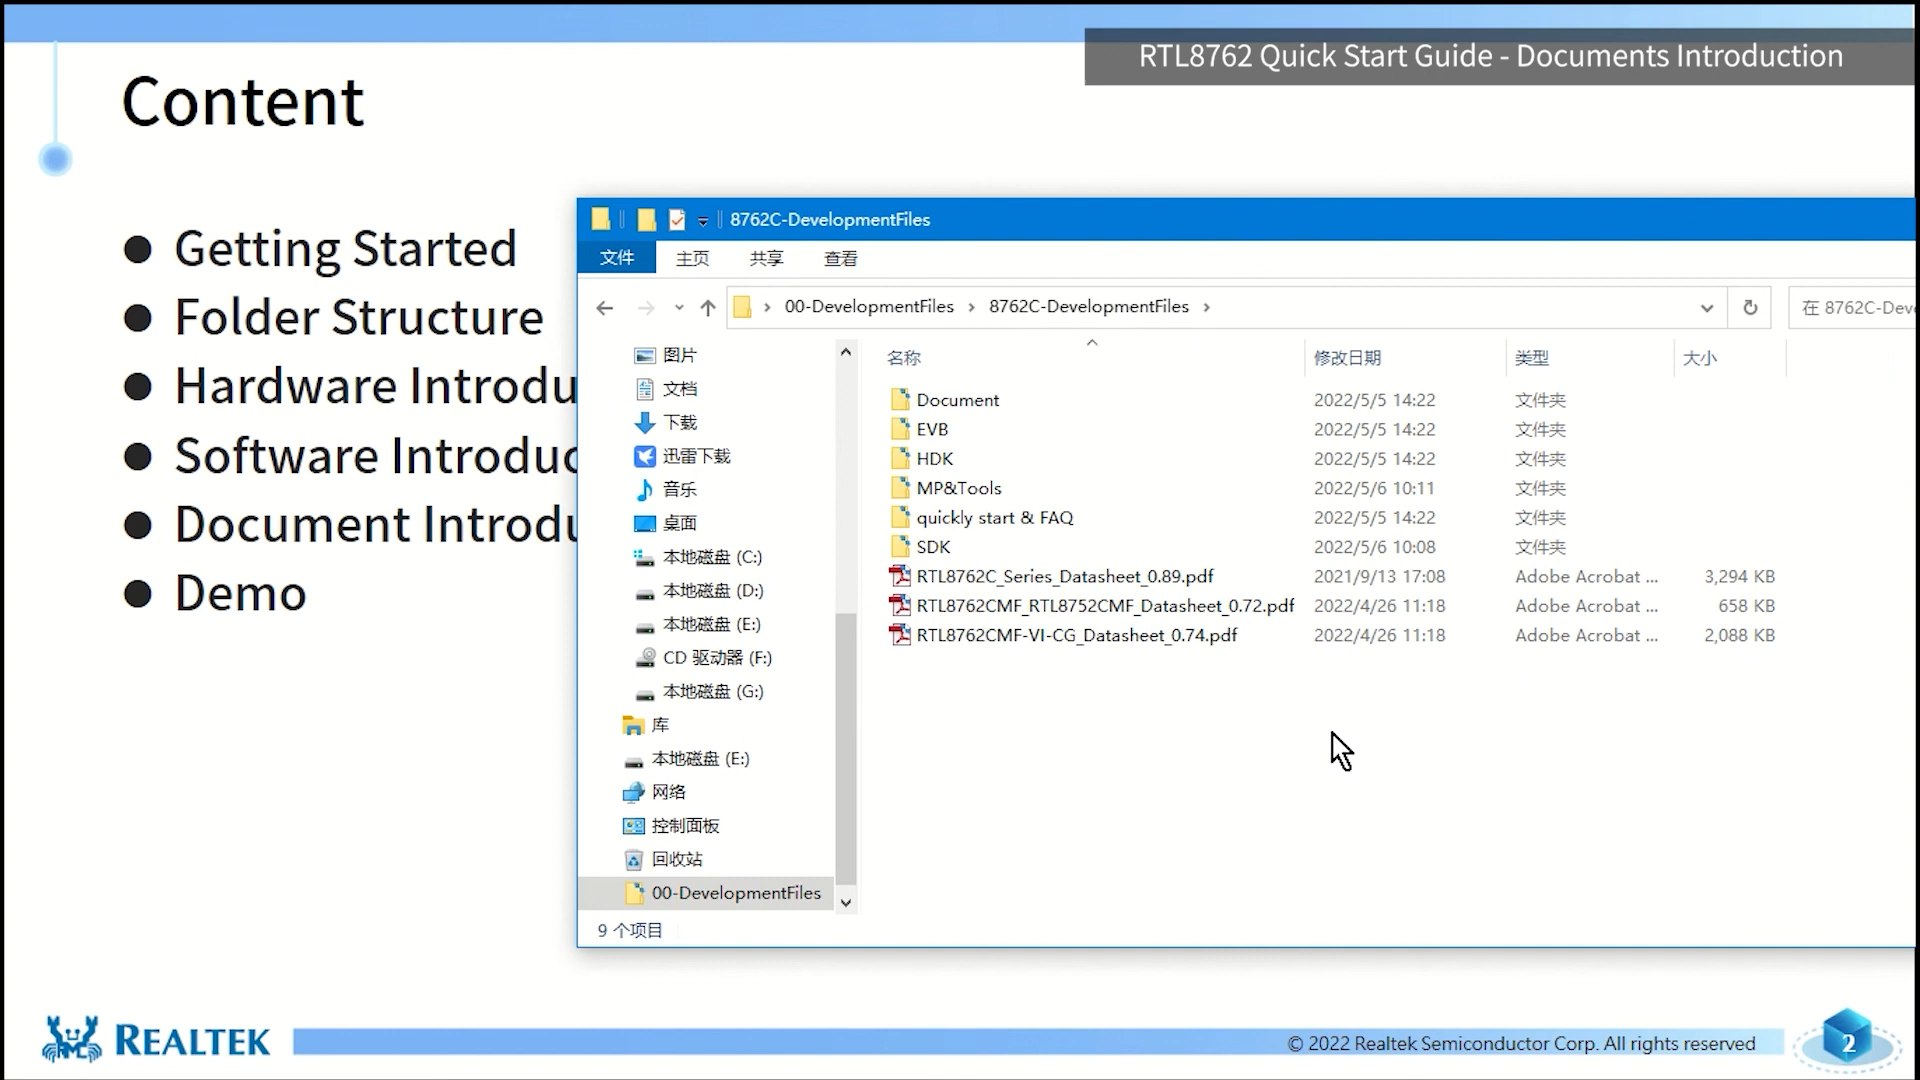 RTL8762 Quick Start Guide - Documents Introduction
Content
Getting Started
Folder Structure
Hardware Introdu
Software Introduc
Document Introdu
Demo
8762C-DevelopmentFiles
文件 主页 共享 查看
00-DevelopmentFiles › 8762C-DevelopmentFiles ›
在 8762C-Deve
图片
文档
下载
迅雷下载
音乐
桌面
本地磁盘 (C:)
本地磁盘 (D:)
本地磁盘 (E:)
CD 驱动器 (F:)
本地磁盘 (G:)
库
本地磁盘 (E:)
网络
控制面板
回收站
00-DevelopmentFiles
名称 修改日期 类型 大小
Document 2022/5/5 14:22 文件夹
EVB 2022/5/5 14:22 文件夹
HDK 2022/5/5 14:22 文件夹
MP&Tools 2022/5/6 10:11 文件夹
quickly start & FAQ 2022/5/5 14:22 文件夹
SDK 2022/5/6 10:08 文件夹
RTL8762C_Series_Datasheet_0.89.pdf 2021/9/13 17:08 Adobe Acrobat ... 3,294 KB
RTL8762CMF_RTL8752CMF_Datasheet_0.72.pdf 2022/4/26 11:18 Adobe Acrobat ... 658 KB
RTL8762CMF-VI-CG_Datasheet_0.74.pdf 2022/4/26 11:18 Adobe Acrobat ... 2,088 KB
9 个项目
REALTEK
© 2022 Realtek Semiconductor Corp. All rights reserved
2